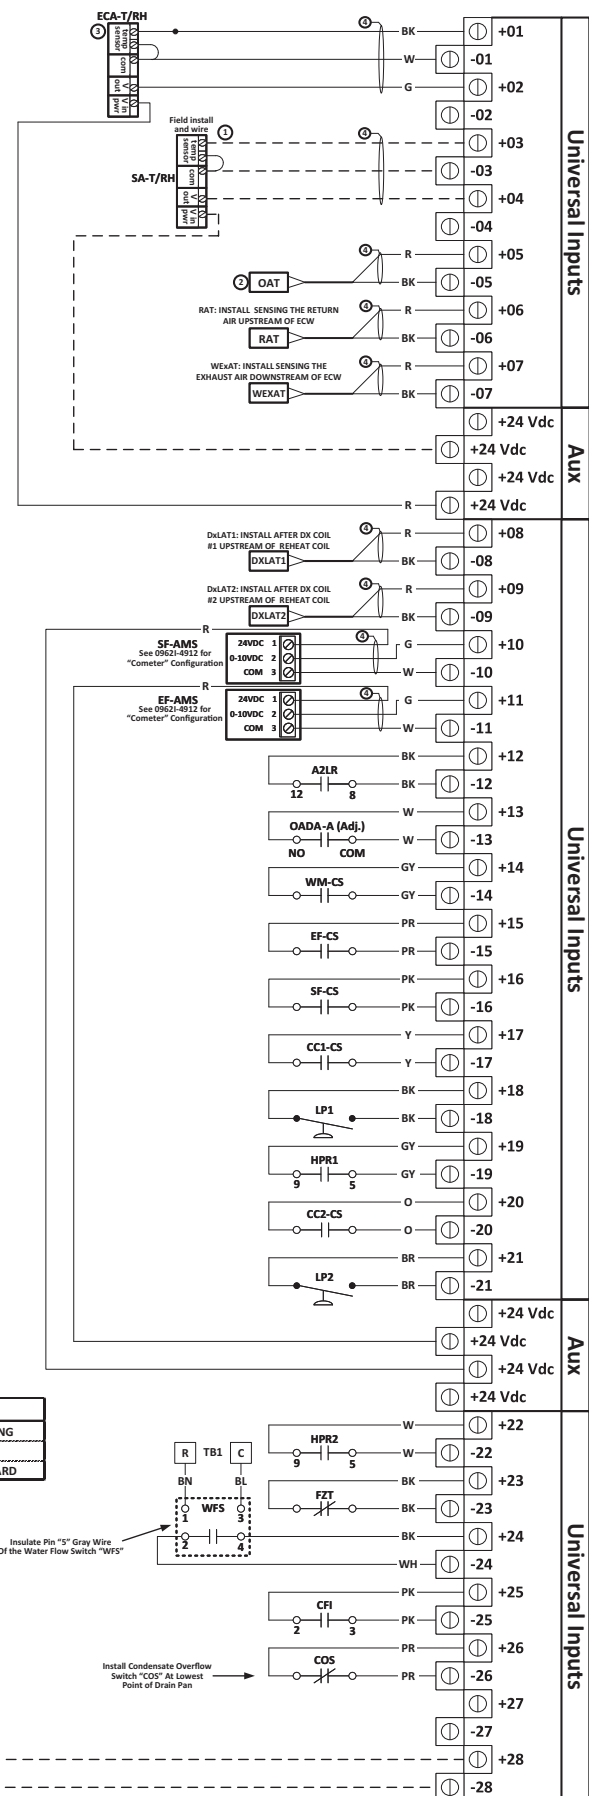 ECA-T/RH
3
temp
sensor
com
V
out
V in
pwr
4
BK
+01
W
-01
G
+02
-02
Field install
and wire
1
SA-T/RH
temp
sensor
com
V
out
V in
pwr
4
+03
-03
+04
-04
Universal Inputs
4
R
+05
2
OAT
BK
-05
RAT: INSTALL SENSING THE RETURN
AIR UPSTREAM OF ECW
4
R
+06
RAT
BK
-06
WExAT: INSTALL SENSING THE
EXHAUST AIR DOWNSTREAM OF ECW
4
R
+07
WEXAT
BK
-07
+24 Vdc
+24 Vdc
+24 Vdc
R
+24 Vdc
Aux
DxLAT1: INSTALL AFTER DX COIL
#1 UPSTREAM OF REHEAT COIL
4
R
+08
DXLAT1
BK
-08
DxLAT2: INSTALL AFTER DX COIL
#2 UPSTREAM OF REHEAT COIL
4
R
+09
DXLAT2
BK
-09
R
SF-AMS
See 0962I-4912 for
"Cometer" Configuration
24VDC 1
0-10VDC 2
COM 3
4
G
+10
W
-10
R
EF-AMS
See 0962I-4912 for
"Cometer" Configuration
24VDC 1
0-10VDC 2
COM 3
4
G
+11
W
-11
BK
+12
A2LR
12
8
BK
-12
W
+13
OADA-A (Adj.)
NO
COM
W
-13
GY
+14
WM-CS
GY
-14
PR
+15
EF-CS
PR
-15
PK
+16
SF-CS
PK
-16
Universal Inputs
Y
+17
CC1-CS
Y
-17
BK
+18
LP1
BK
-18
GY
+19
HPR1
9
5
GY
-19
O
+20
CC2-CS
O
-20
BR
+21
LP2
BR
-21
+24 Vdc
+24 Vdc
+24 Vdc
+24 Vdc
Aux
NG
ARD
W
+22
HPR2
9
5
W
-22
R
TB1
C
BN
BL
BK
+23
FZT
BK
-23
1
WFS
3
2
4
Insulate Pin "5" Gray Wire
Of the Water Flow Switch "WFS"
BK
+24
WH
-24
PK
+25
CFI
2
3
PK
-25
PR
+26
Install Condensate Overflow
Switch "COS" At Lowest
Point of Drain Pan
COS
PR
-26
+27
-27
+28
-28
Universal Inputs